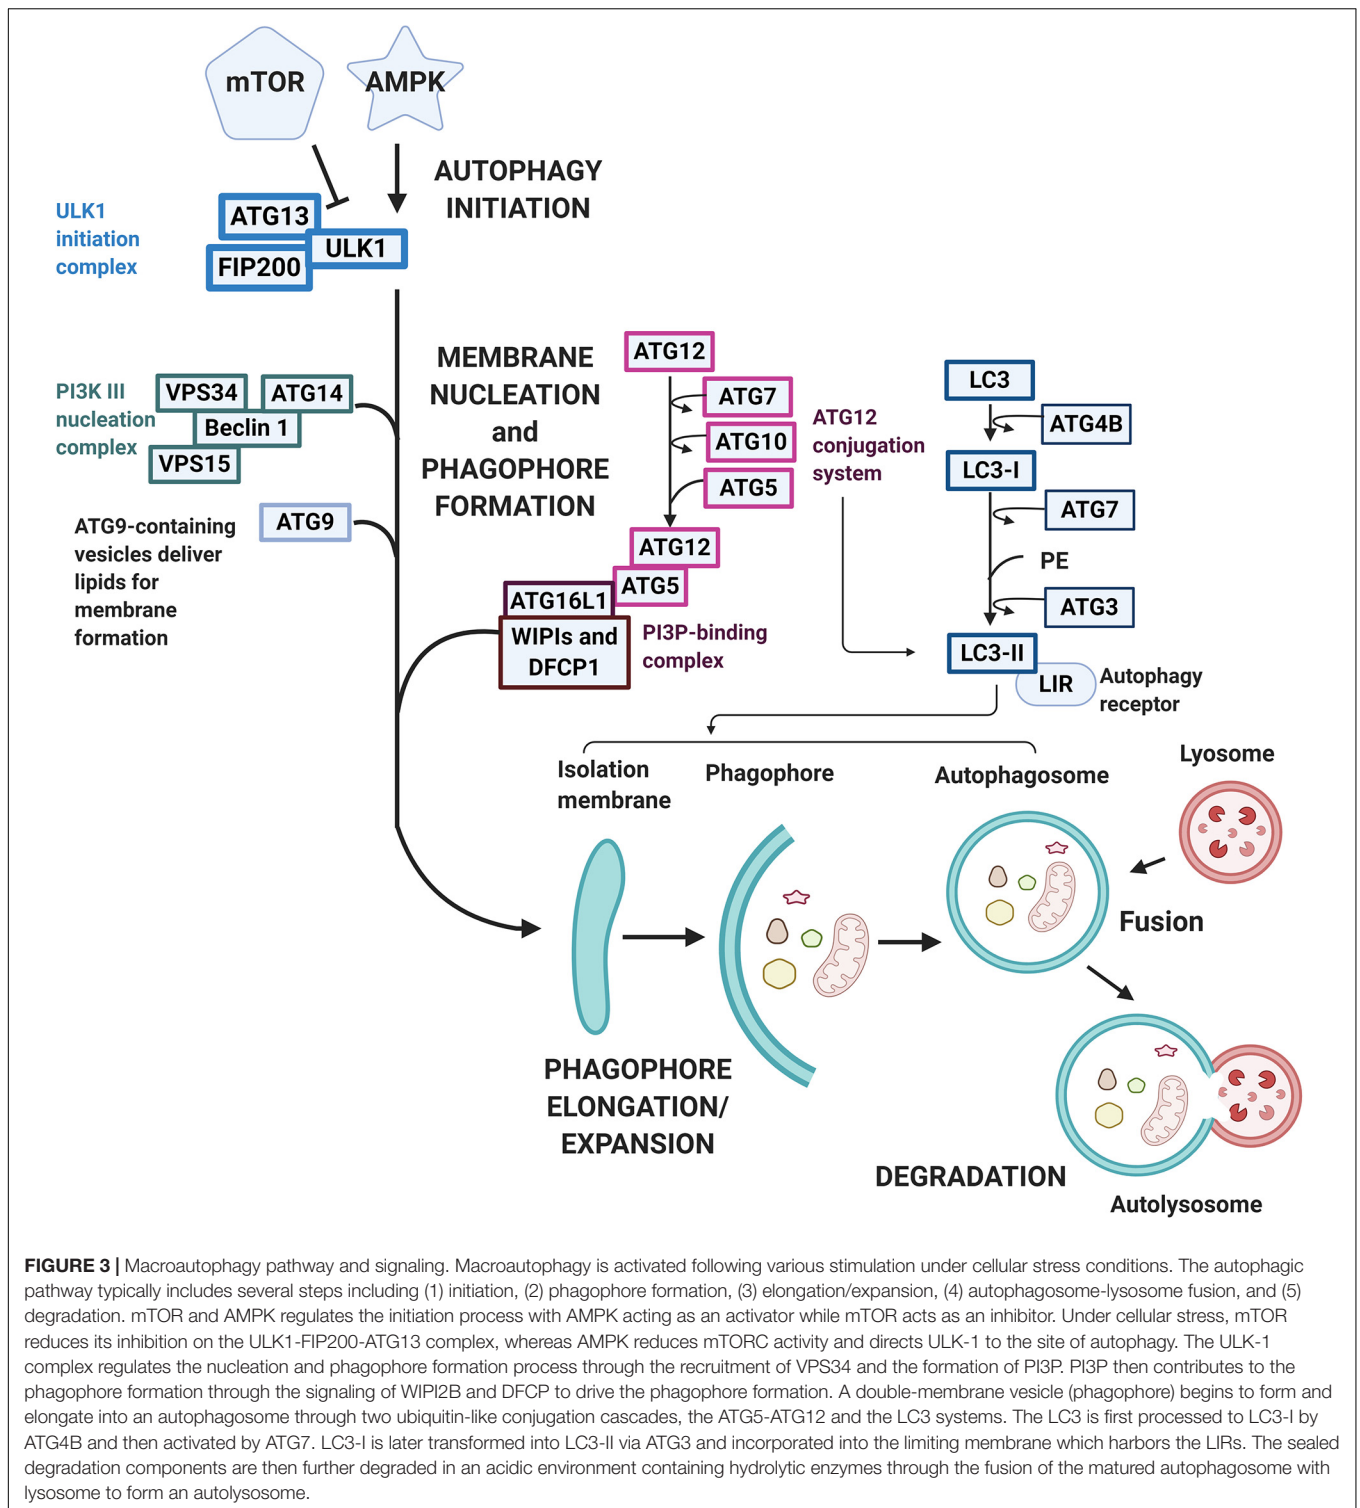 mTOR
AMPK
AUTOPHAGY
INITIATION
ULK1
initiation
complex
ATG13
ULK1
FIP200
PI3K III
nucleation
complex
VPS34
ATG14
Beclin 1
VPS15
ATG9-containing
vesicles deliver
lipids for
membrane
formation
ATG9
MEMBRANE
NUCLEATION
and
PHAGOPHORE
FORMATION
ATG12
ATG7
ATG10
ATG5
ATG12
ATG5
ATG16L1
WIPIs and
DFCP1
PI3P-binding
complex
ATG12
conjugation
system
LC3
ATG4B
LC3-I
ATG7
PE
ATG3
LC3-II
LIR
Autophagy
receptor
Isolation
membrane
Phagophore
Autophagosome
Lyosome
Fusion
PHAGOPHORE
ELONGATION/
EXPANSION
DEGRADATION
Autolysosome
FIGURE 3 | Macroautophagy pathway and signaling. Macroautophagy is activated following various stimulation under cellular stress conditions. The autophagic
pathway typically includes several steps including (1) initiation, (2) phagophore formation, (3) elongation/expansion, (4) autophagosome-lysosome fusion, and (5)
degradation. mTOR and AMPK regulates the initiation process with AMPK acting as an activator while mTOR acts as an inhibitor. Under cellular stress, mTOR
reduces its inhibition on the ULK1-FIP200-ATG13 complex, whereas AMPK reduces mTORC activity and directs ULK-1 to the site of autophagy. The ULK-1
complex regulates the nucleation and phagophore formation process through the recruitment of VPS34 and the formation of PI3P. PI3P then contributes to the
phagophore formation through the signaling of WIPI2B and DFCP to drive the phagophore formation. A double-membrane vesicle (phagophore) begins to form and
elongate into an autophagosome through two ubiquitin-like conjugation cascades, the ATG5-ATG12 and the LC3 systems. The LC3 is first processed to LC3-I by
ATG4B and then activated by ATG7. LC3-I is later transformed into LC3-II via ATG3 and incorporated into the limiting membrane which harbors the LIRs. The sealed
degradation components are then further degraded in an acidic environment containing hydrolytic enzymes through the fusion of the matured autophagosome with
lysosome to form an autolysosome.